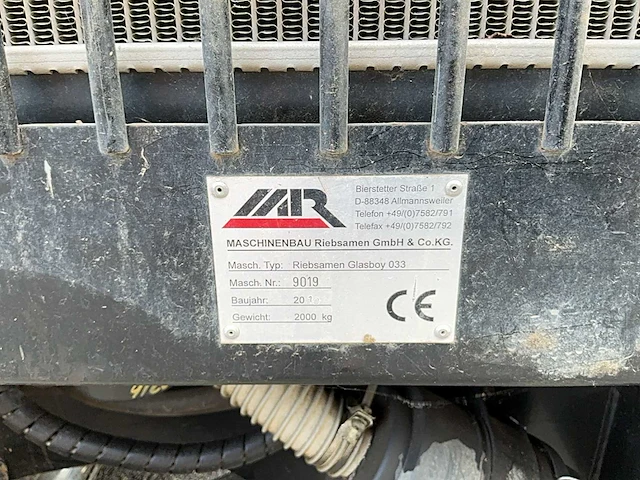 MR
Bierstetter Straße 1
D-88348 Allmannsweiler
Telefon +49/(0)7582/791
Telefax +49/(0)7582/792
MASCHINENBAU Riebsamen GmbH & Co.KG.
Masch. Typ: Riebsamen Glasboy 033
Masch. Nr.: 9019
Baujahr: 201
Gewicht: 2000 kg
CE